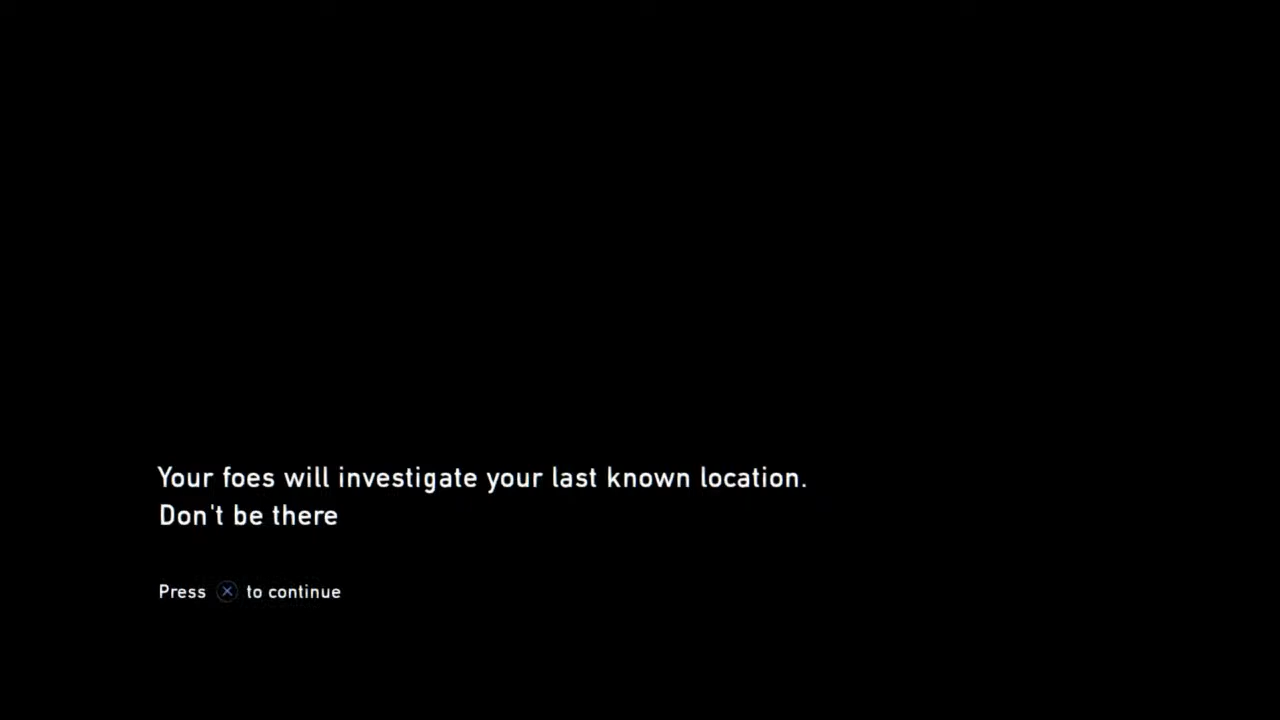 Your foes will investigate your last known location.
Don't be there
Press ⓧ to continue